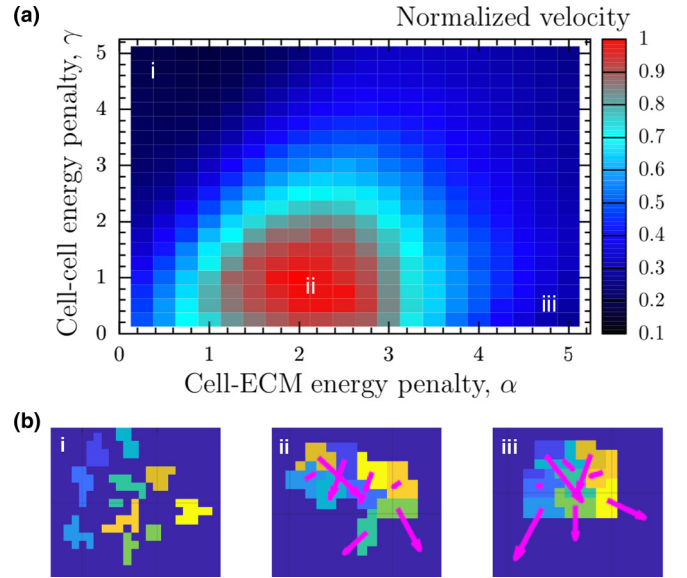 (a)
Normalized velocity
Cell-cell energy penalty, γ
5
4
3
2
1
0
i
ii
iii
0 1 2 3 4 5
Cell-ECM energy penalty, α
1
0.9
0.8
0.7
0.6
0.5
0.4
0.3
0.2
0.1
(b)
i
ii
iii